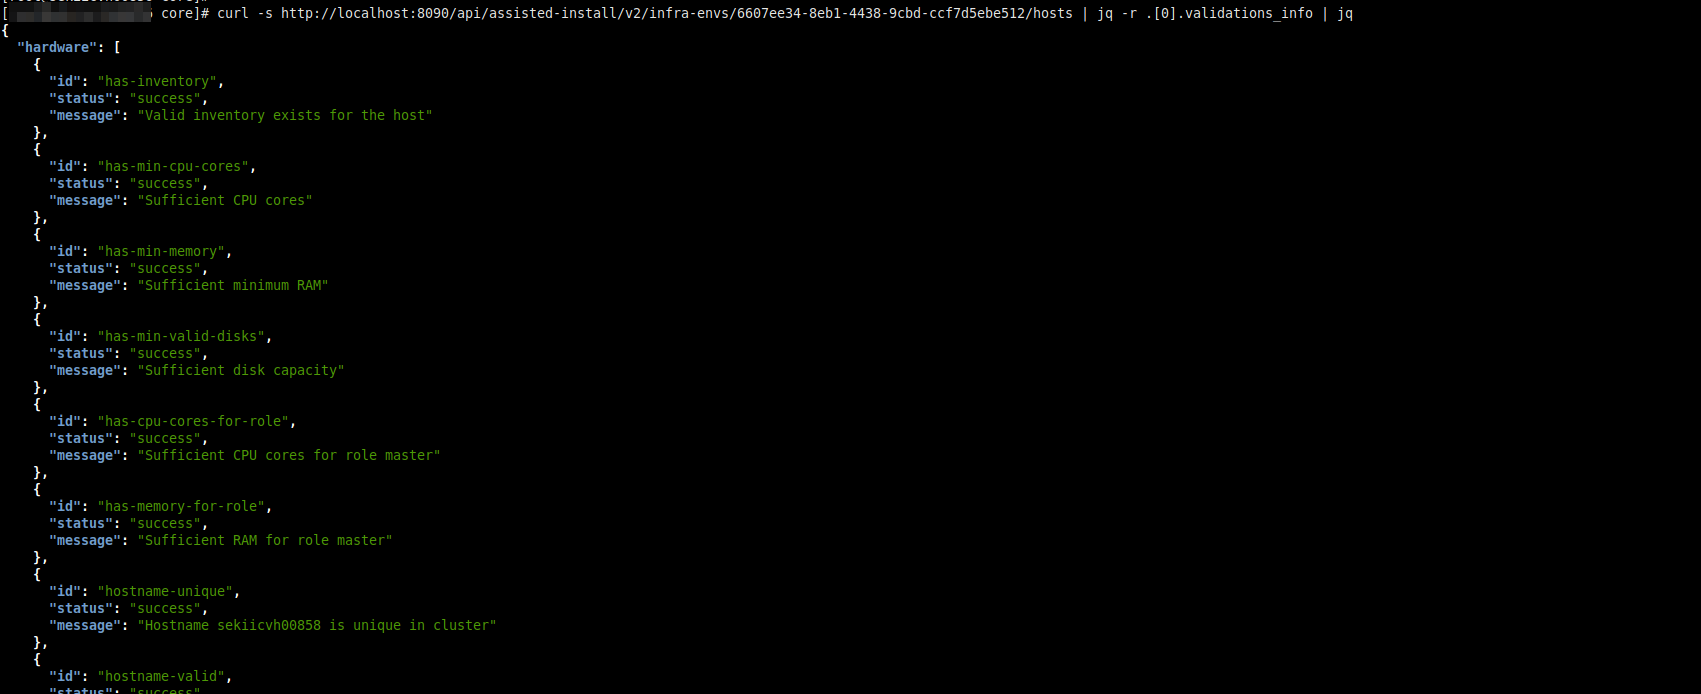 [ core]# curl -s http://localhost:8090/api/assisted-install/v2/infra-envs/6607ee34-8eb1-4438-9cbd-ccf7d5ebe512/hosts | jq -r .[0].validations_info | jq
{
  "hardware": [
    {
      "id": "has-inventory",
      "status": "success",
      "message": "Valid inventory exists for the host"
    },
    {
      "id": "has-min-cpu-cores",
      "status": "success",
      "message": "Sufficient CPU cores"
    },
    {
      "id": "has-min-memory",
      "status": "success",
      "message": "Sufficient minimum RAM"
    },
    {
      "id": "has-min-valid-disks",
      "status": "success",
      "message": "Sufficient disk capacity"
    },
    {
      "id": "has-cpu-cores-for-role",
      "status": "success",
      "message": "Sufficient CPU cores for role master"
    },
    {
      "id": "has-memory-for-role",
      "status": "success",
      "message": "Sufficient RAM for role master"
    },
    {
      "id": "hostname-unique",
      "status": "success",
      "message": "Hostname sekiicvh00858 is unique in cluster"
    },
    {
      "id": "hostname-valid",
      "status": "success"